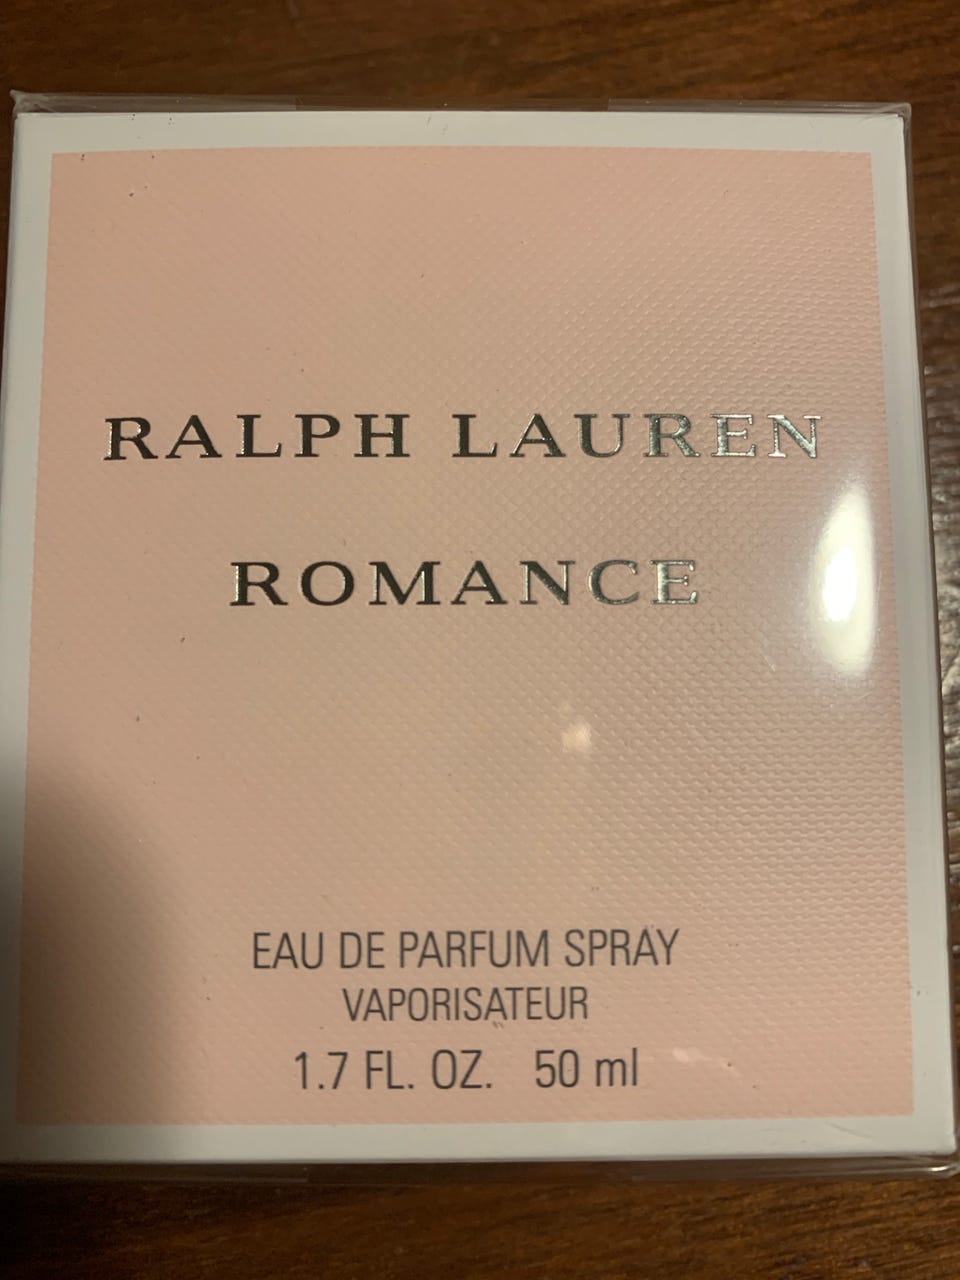 RALPH LAUREN
ROMANCE
EAU DE PARFUM SPRAY
VAPORISATEUR
1.7 FL. OZ. 50 ml